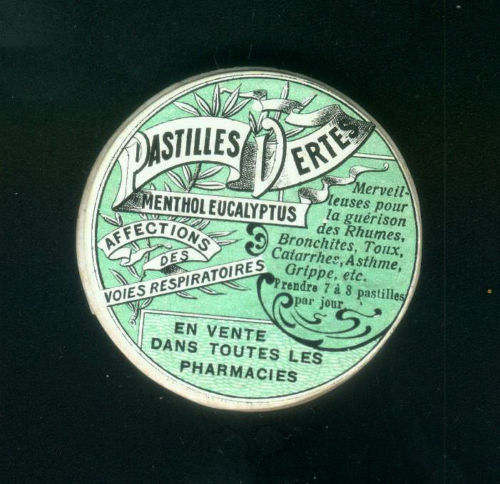 PASTILLES VERTES
MENTHOL EUCALYPTUS
AFFECTIONS
DES
VOIES RESPIRATOIRES
Merveil-
leuses pour
la guérison
des Rhumes,
Bronchites, Toux,
Catarrhes, Asthme,
Grippe, etc.
Prendre 7 à 8 pastilles
par jour
EN VENTE
DANS TOUTES LES
PHARMACIES